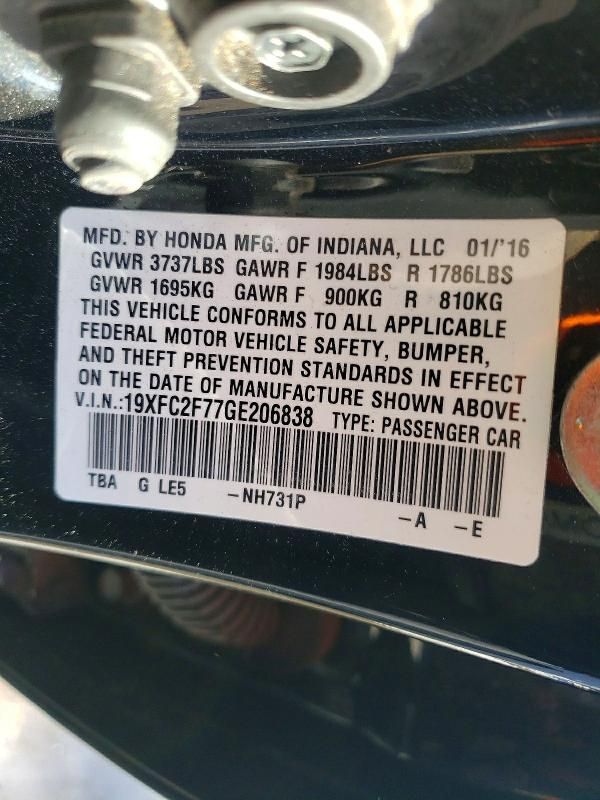 MFD. BY HONDA MFG. OF INDIANA, LLC 01/'16
GVWR 3737LBS GAWR F 1984LBS R 1786LBS
GVWR 1695KG GAWR F 900KG R 810KG
THIS VEHICLE CONFORMS TO ALL APPLICABLE
FEDERAL MOTOR VEHICLE SAFETY, BUMPER,
AND THEFT PREVENTION STANDARDS IN EFFECT
ON THE DATE OF MANUFACTURE SHOWN ABOVE.
V.I.N.:19XFC2F77GE206838 TYPE: PASSENGER CAR
TBA G LE5 -NH731P -A -E